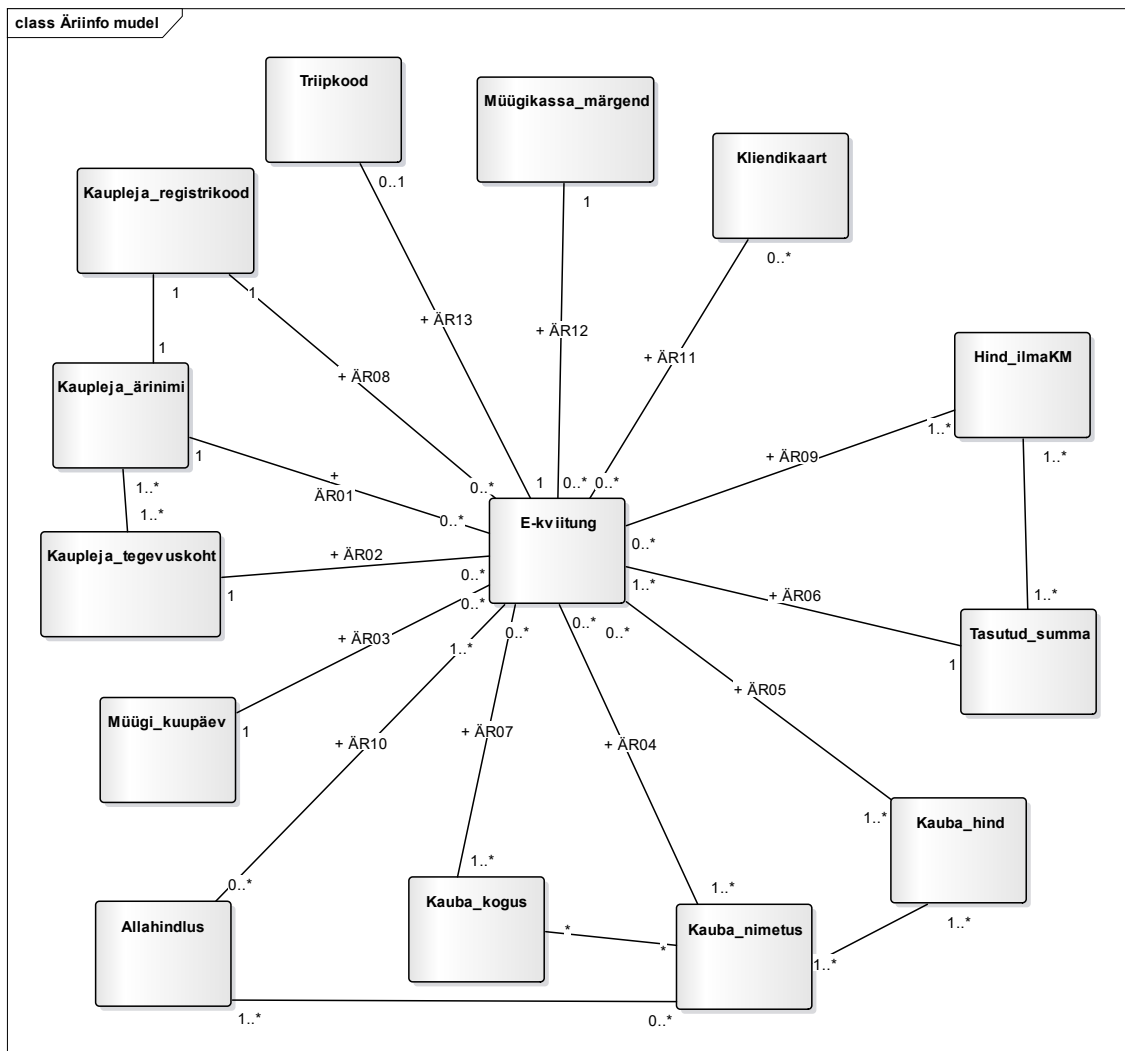 class Äriinfo mudel
Triipkood
Müügikassa_märgend
Kliendikaart
Kaupleja_registrikood
0..1
1
0..*
1
1
+ ÄR13
+ ÄR12
+ ÄR11
Hind_ilmaKM
1
Kaupleja_ärinimi
+ ÄR08
1..*
1..*
+ ÄR09
1
+
ÄR01
1..*
1..*
0..*
1
0..*
0..*
0..*
E-kviitung
Kaupleja_tegevuskoht
+ ÄR02
0..*
1
0..*
1..*
+ ÄR06
1..*
Tasutud_summa
0..*
1..*
0..*
0..*
0..*
+ ÄR03
1
+ ÄR05
Müügi_kuupäev
1
+ ÄR10
+ ÄR07
+ ÄR04
Kauba_hind
1..*
1..*
0..*
1..*
Allahindlus
Kauba_kogus
Kauba_nimetus
1..*
*
*
1..*
1..*
0..*